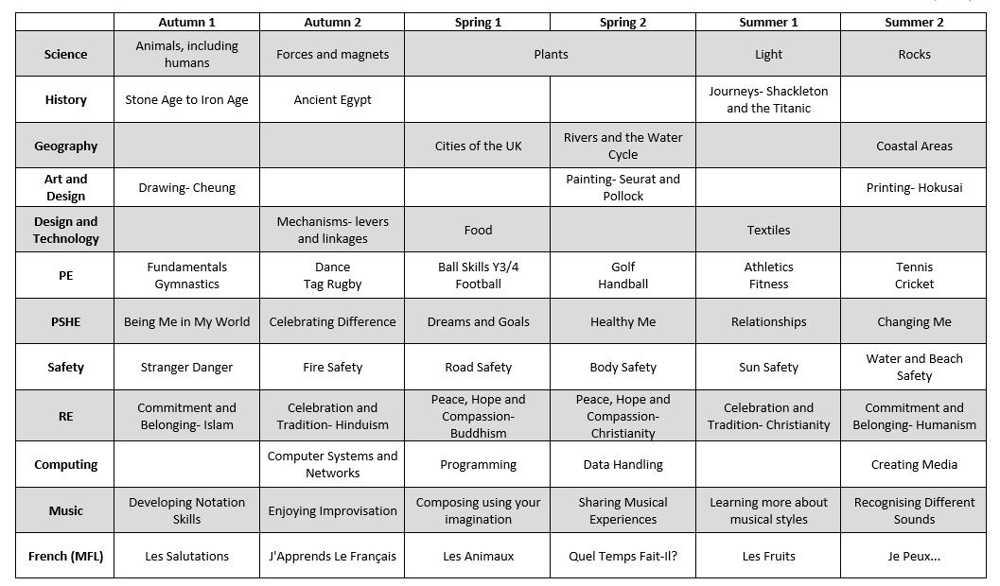 Autumn 1 Autumn 2 Spring 1 Spring 2 Summer 1 Summer 2
Science Animals, including humans Forces and magnets Plants Light Rocks
History Stone Age to Iron Age Ancient Egypt Journeys- Shackleton and the Titanic
Geography Cities of the UK Rivers and the Water Cycle Coastal Areas
Art and Design Drawing- Cheung Painting- Seurat and Pollock Printing- Hokusai
Design and Technology Mechanisms- levers and linkages Food Textiles
PE Fundamentals Gymnastics Dance Tag Rugby Ball Skills Y3/4 Football Golf Handball Athletics Fitness Tennis Cricket
PSHE Being Me in My World Celebrating Difference Dreams and Goals Healthy Me Relationships Changing Me
Safety Stranger Danger Fire Safety Road Safety Body Safety Sun Safety Water and Beach Safety
RE Commitment and Belonging- Islam Celebration and Tradition- Hinduism Peace, Hope and Compassion- Buddhism Peace, Hope and Compassion- Christianity Celebration and Tradition- Christianity Commitment and Belonging- Humanism
Computing Computer Systems and Networks Programming Data Handling Creating Media
Music Developing Notation Skills Enjoying Improvisation Composing using your imagination Sharing Musical Experiences Learning more about musical styles Recognising Different Sounds
French (MFL) Les Salutations J'Apprends Le Français Les Animaux Quel Temps Fait-Il? Les Fruits Je Peux...